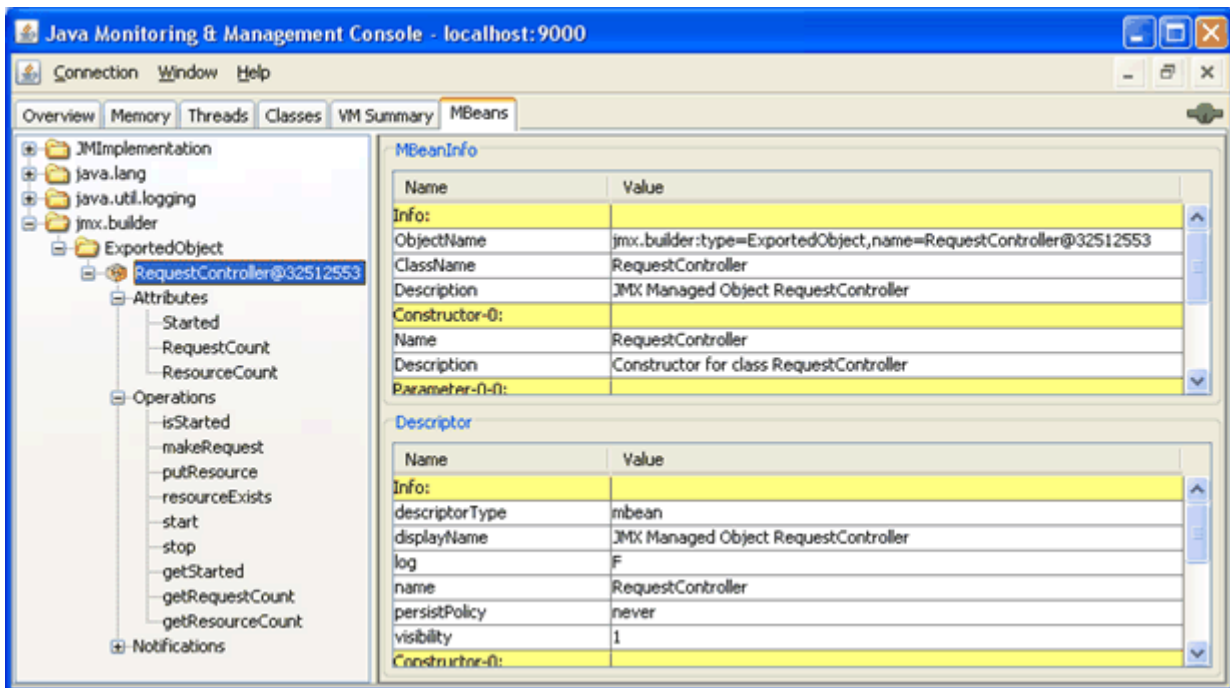 Java Monitoring & Management Console - localhost:9000
Connection Window Help
Overview Memory Threads Classes VM Summary MBeans
JMImplementation
java.lang
java.util.logging
jmx.builder
ExportedObject
RequestController@32512553
Attributes
Started
RequestCount
ResourceCount
Operations
isStarted
makeRequest
putResource
resourceExists
start
stop
getStarted
getRequestCount
getResourceCount
Notifications
MBeanInfo
Name Value
Info:
ObjectName jmx.builder:type=ExportedObject,name=RequestController@32512553
ClassName RequestController
Description JMX Managed Object RequestController
Constructor-0:
Name RequestController
Description Constructor for class RequestController
Parameter-0-0:
Descriptor
Name Value
Info:
descriptorType mbean
displayName JMX Managed Object RequestController
log F
name RequestController
persistPolicy never
visibility 1
Constructor-0: